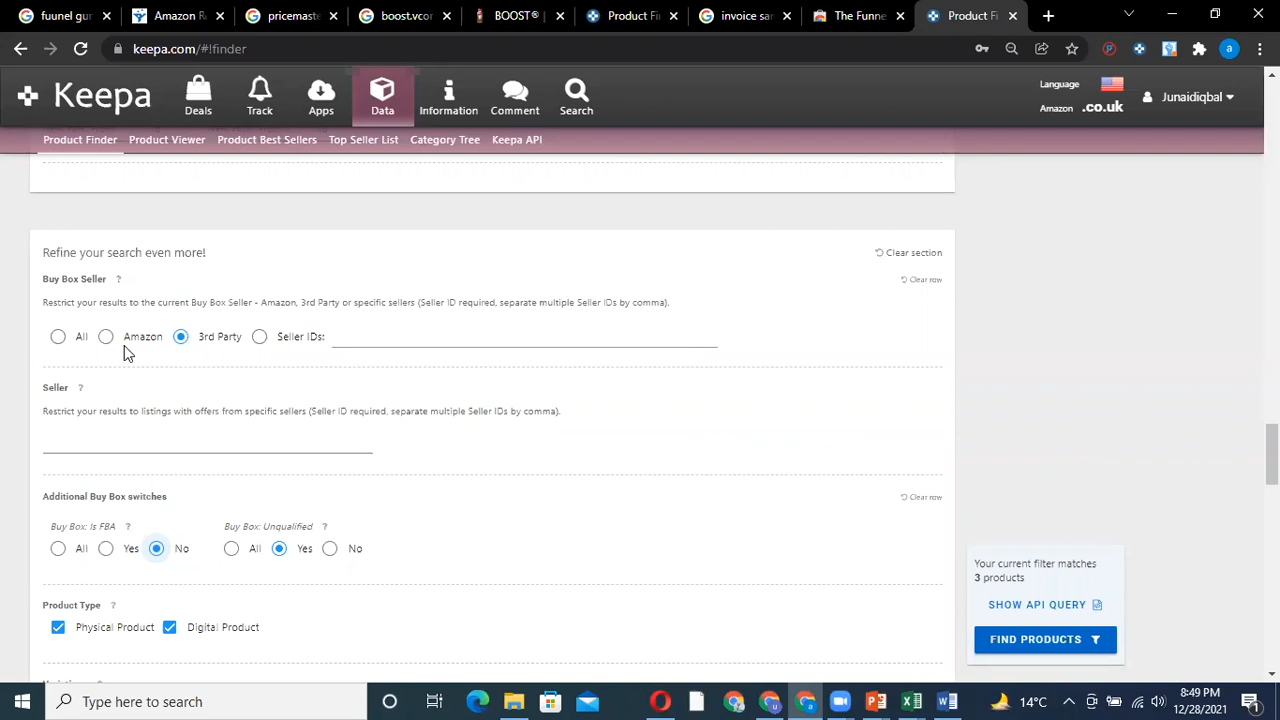 fuunel gur
Amazon R
pricemaste
boost.vcor
BOOST®
Product Fi
invoice sar
The Funne
Product Fi
keepa.com/#!finder
a
Keepa
Deals
Track
Apps
Data
Information
Comment
Search
Language
Amazon .co.uk
Junaidiqbal
Product Finder
Product Viewer
Product Best Sellers
Top Seller List
Category Tree
Keepa API
Refine your search even more!
Clear section
Buy Box Seller ?
Clear row
Restrict your results to the current Buy Box Seller - Amazon, 3rd Party or specific sellers (Seller ID required, separate multiple Seller IDs by comma).
All Amazon 3rd Party Seller IDs:
Seller ?
Restrict your results to listings with offers from specific sellers (Seller ID required, separate multiple Seller IDs by comma).
Additional Buy Box switches
Clear row
Buy Box: Is FBA ? Buy Box: Unqualified ?
All Yes No All Yes No
Your current filter matches
3 products
SHOW API QUERY
FIND PRODUCTS
Product Type ?
Physical Product Digital Product
Type here to search
14°C
8:49 PM
12/28/2021